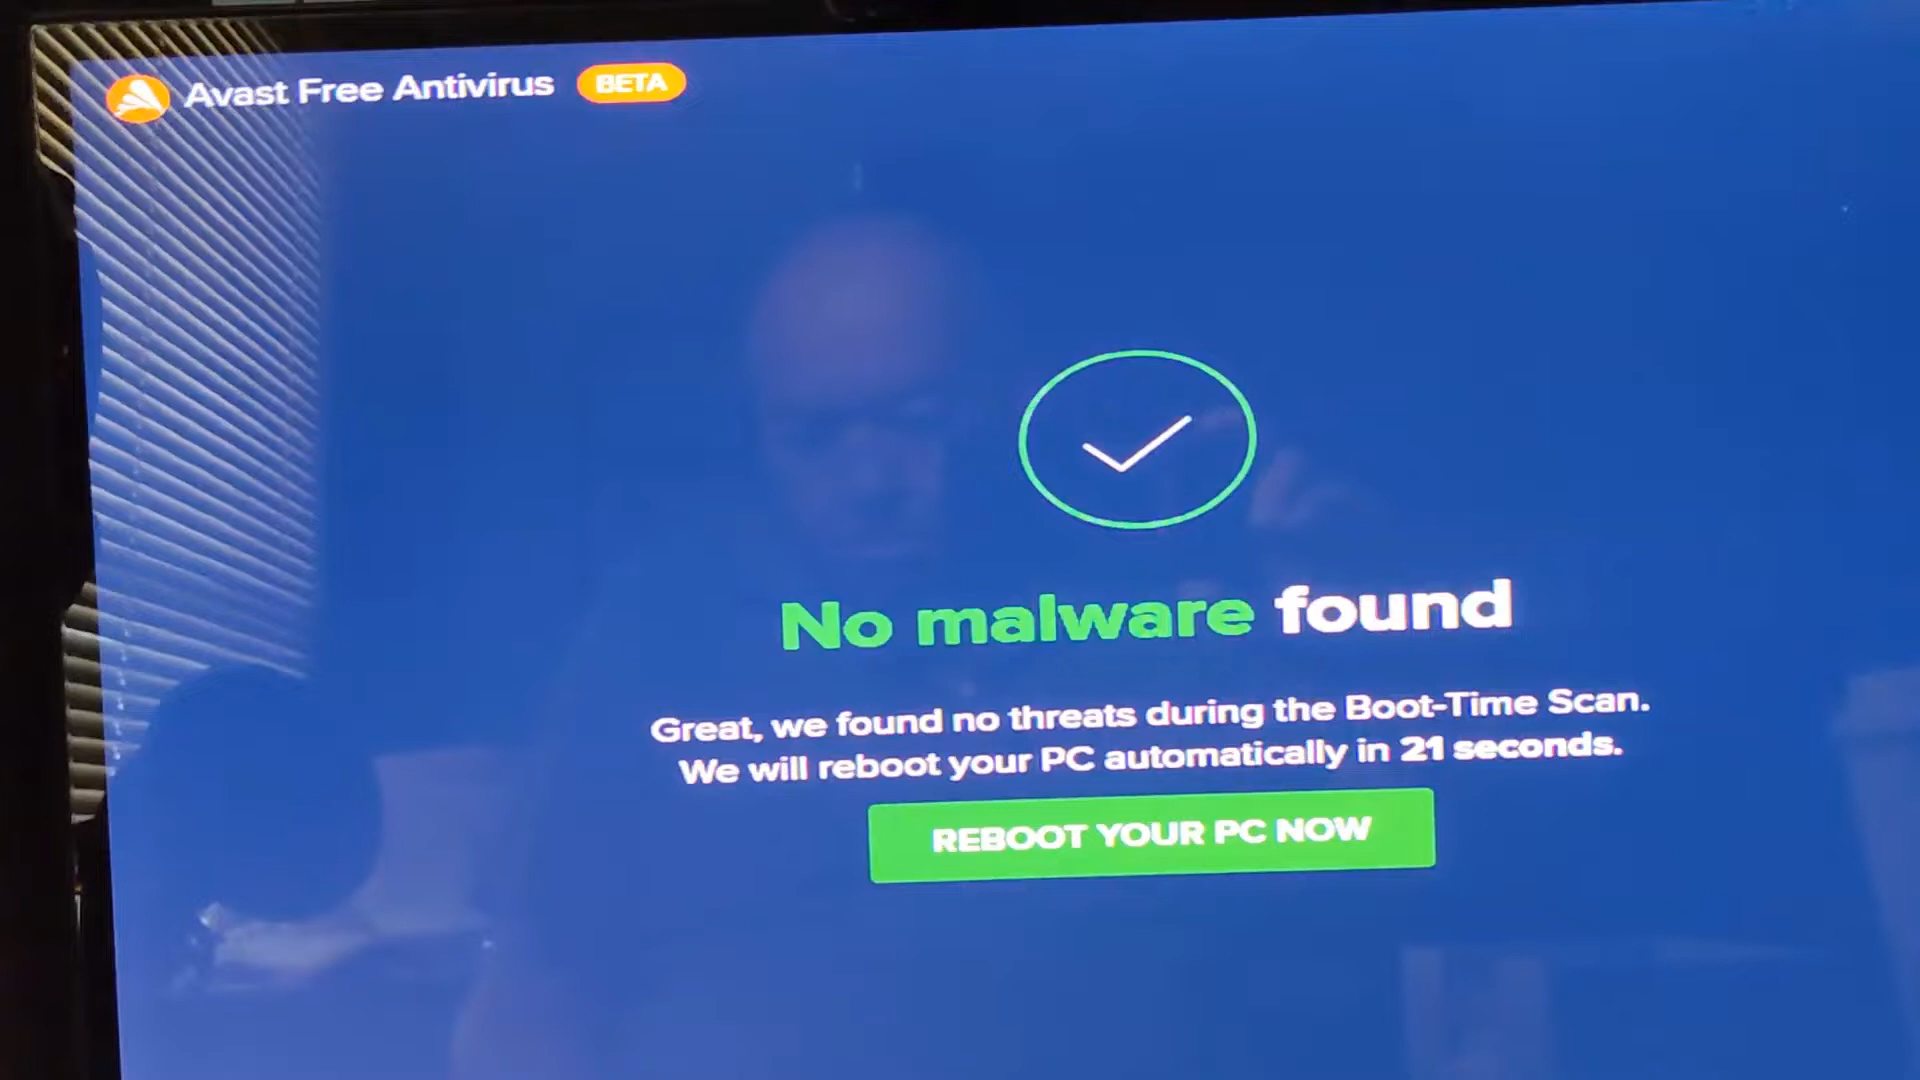 Avast Free Antivirus BETA
No malware found
Great, we found no threats during the Boot-Time Scan.
We will reboot your PC automatically in 21 seconds.
REBOOT YOUR PC NOW